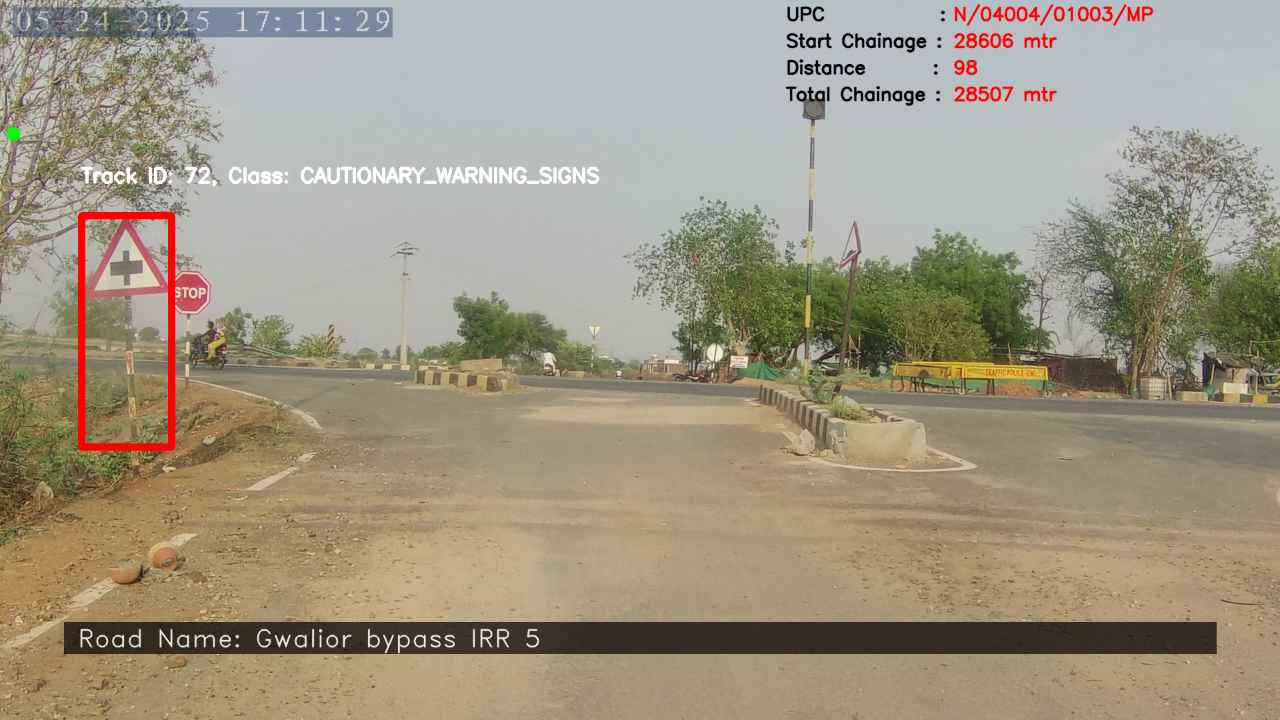 05-24-2025 17:11:29
UPC : N/04004/01003/MP
Start Chainage : 28606 mtr
Distance : 98
Total Chainage : 28507 mtr
Track ID: 72, Class: CAUTIONARY_WARNING_SIGNS
STOP
Road Name: Gwalior bypass IRR 5